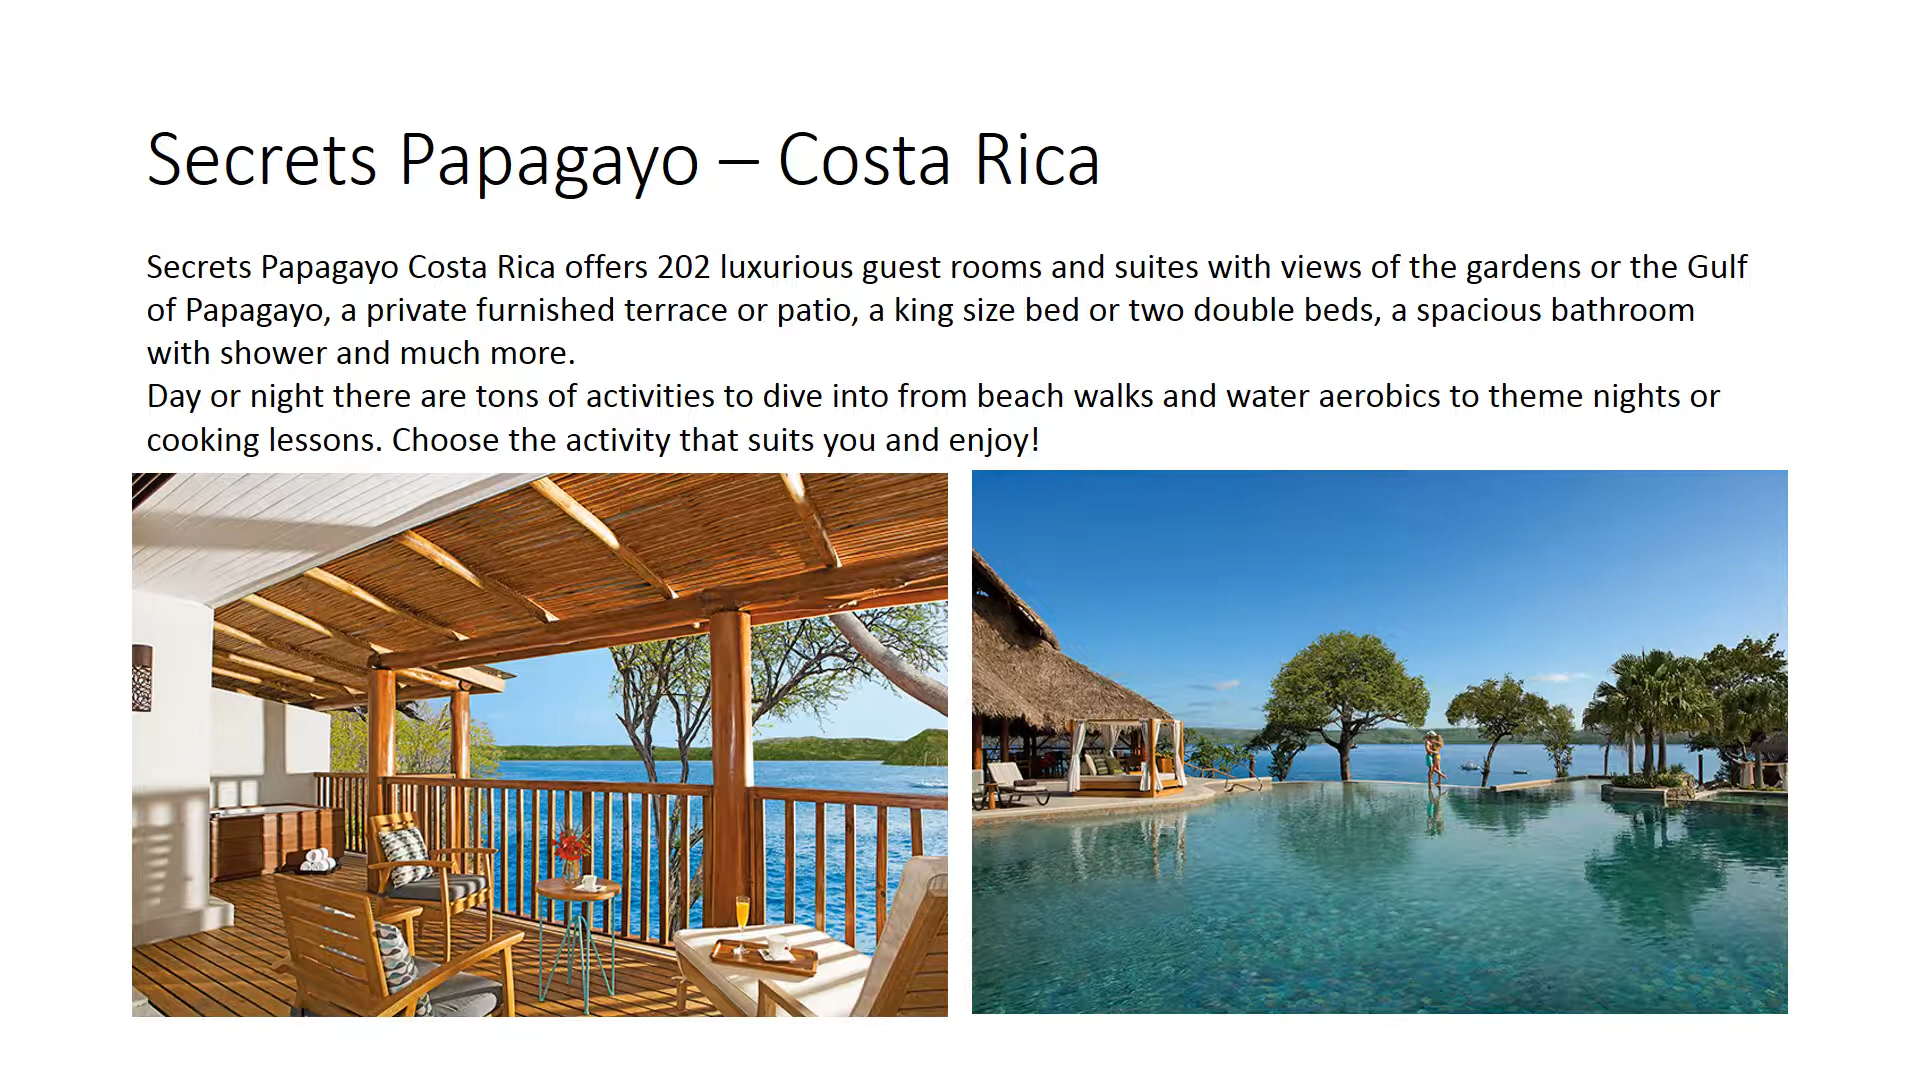 Secrets Papagayo – Costa Rica
Secrets Papagayo Costa Rica offers 202 luxurious guest rooms and suites with views of the gardens or the Gulf
of Papagayo, a private furnished terrace or patio, a king size bed or two double beds, a spacious bathroom
with shower and much more.
Day or night there are tons of activities to dive into from beach walks and water aerobics to theme nights or
cooking lessons. Choose the activity that suits you and enjoy!